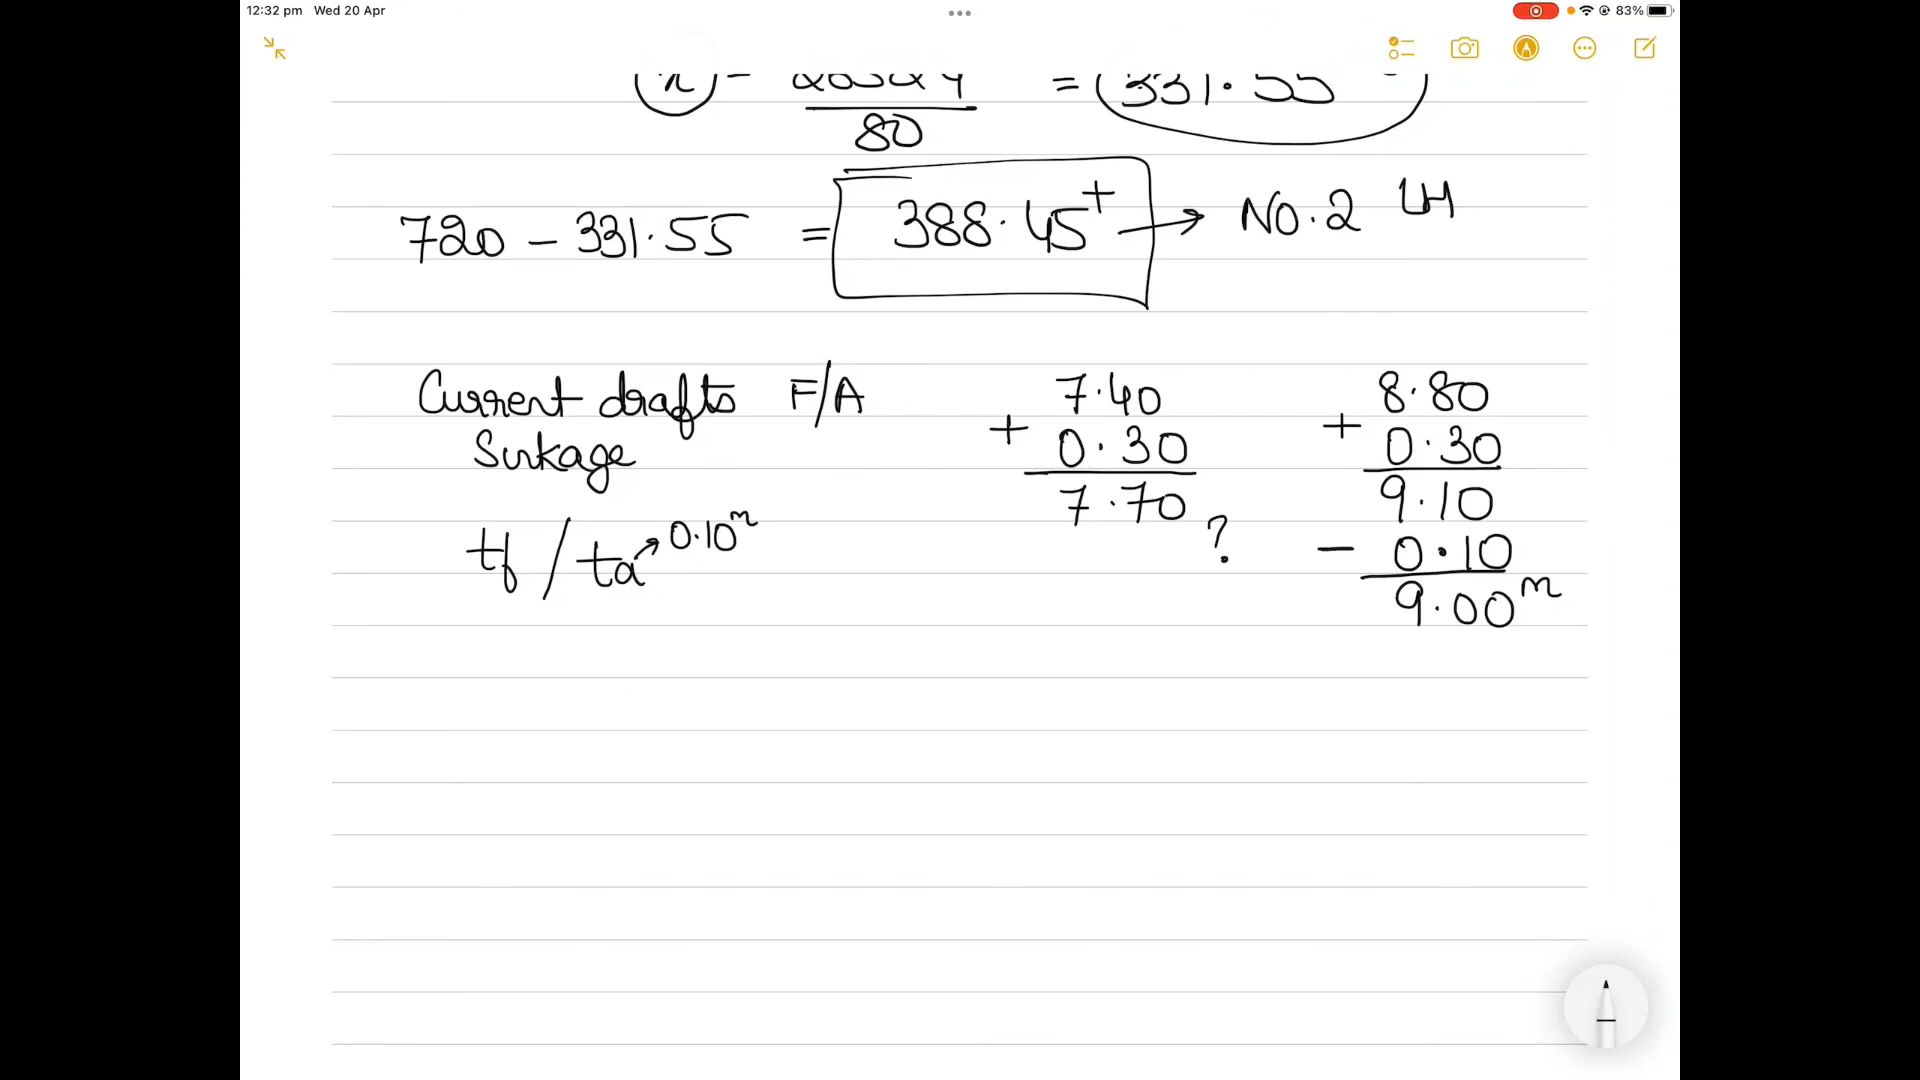 12:32 pm Wed 20 Apr 83%
= 331.55
80
720 - 331.55 = 388.45+ → NO.2 LH
Current drafts F/A 7.40 8.80
Sinkage + 0.30 + 0.30
7.70 9.10
tf / ta → 0.10m ? - 0.10
9.00m